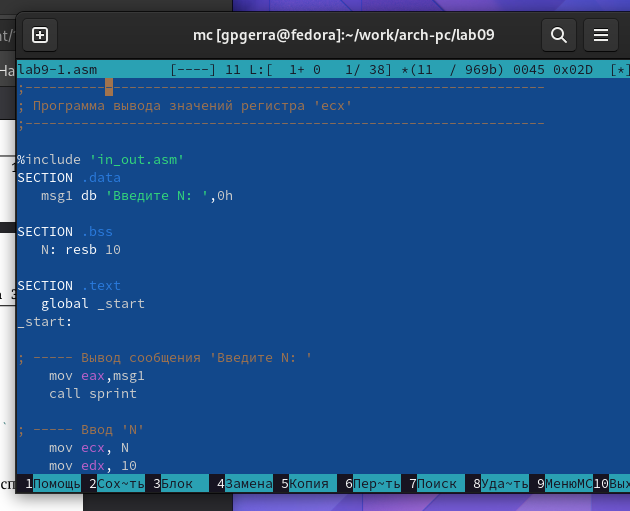 mc [gpgerra@fedora]:~/work/arch-pc/lab09
lab9-1.asm [----] 11 L:[ 1+ 0 1/ 38] *(11 / 969b) 0045 0x02D [*]
;-----------------------------------------------------------------
; Программа вывода значений регистра 'ecx'
;-----------------------------------------------------------------
%include 'in_out.asm'
SECTION .data
msg1 db 'Введите N: ',0h
SECTION .bss
N: resb 10
SECTION .text
global _start
_start:
; ----- Вывод сообщения 'Введите N: '
mov eax,msg1
call sprint
; ----- Ввод 'N'
mov ecx, N
mov edx, 10
1Помощь 2Сох~ть 3Блок 4Замена 5Копия 6Пер~ть 7Поиск 8Уда~ть 9МенюMC 10Вых